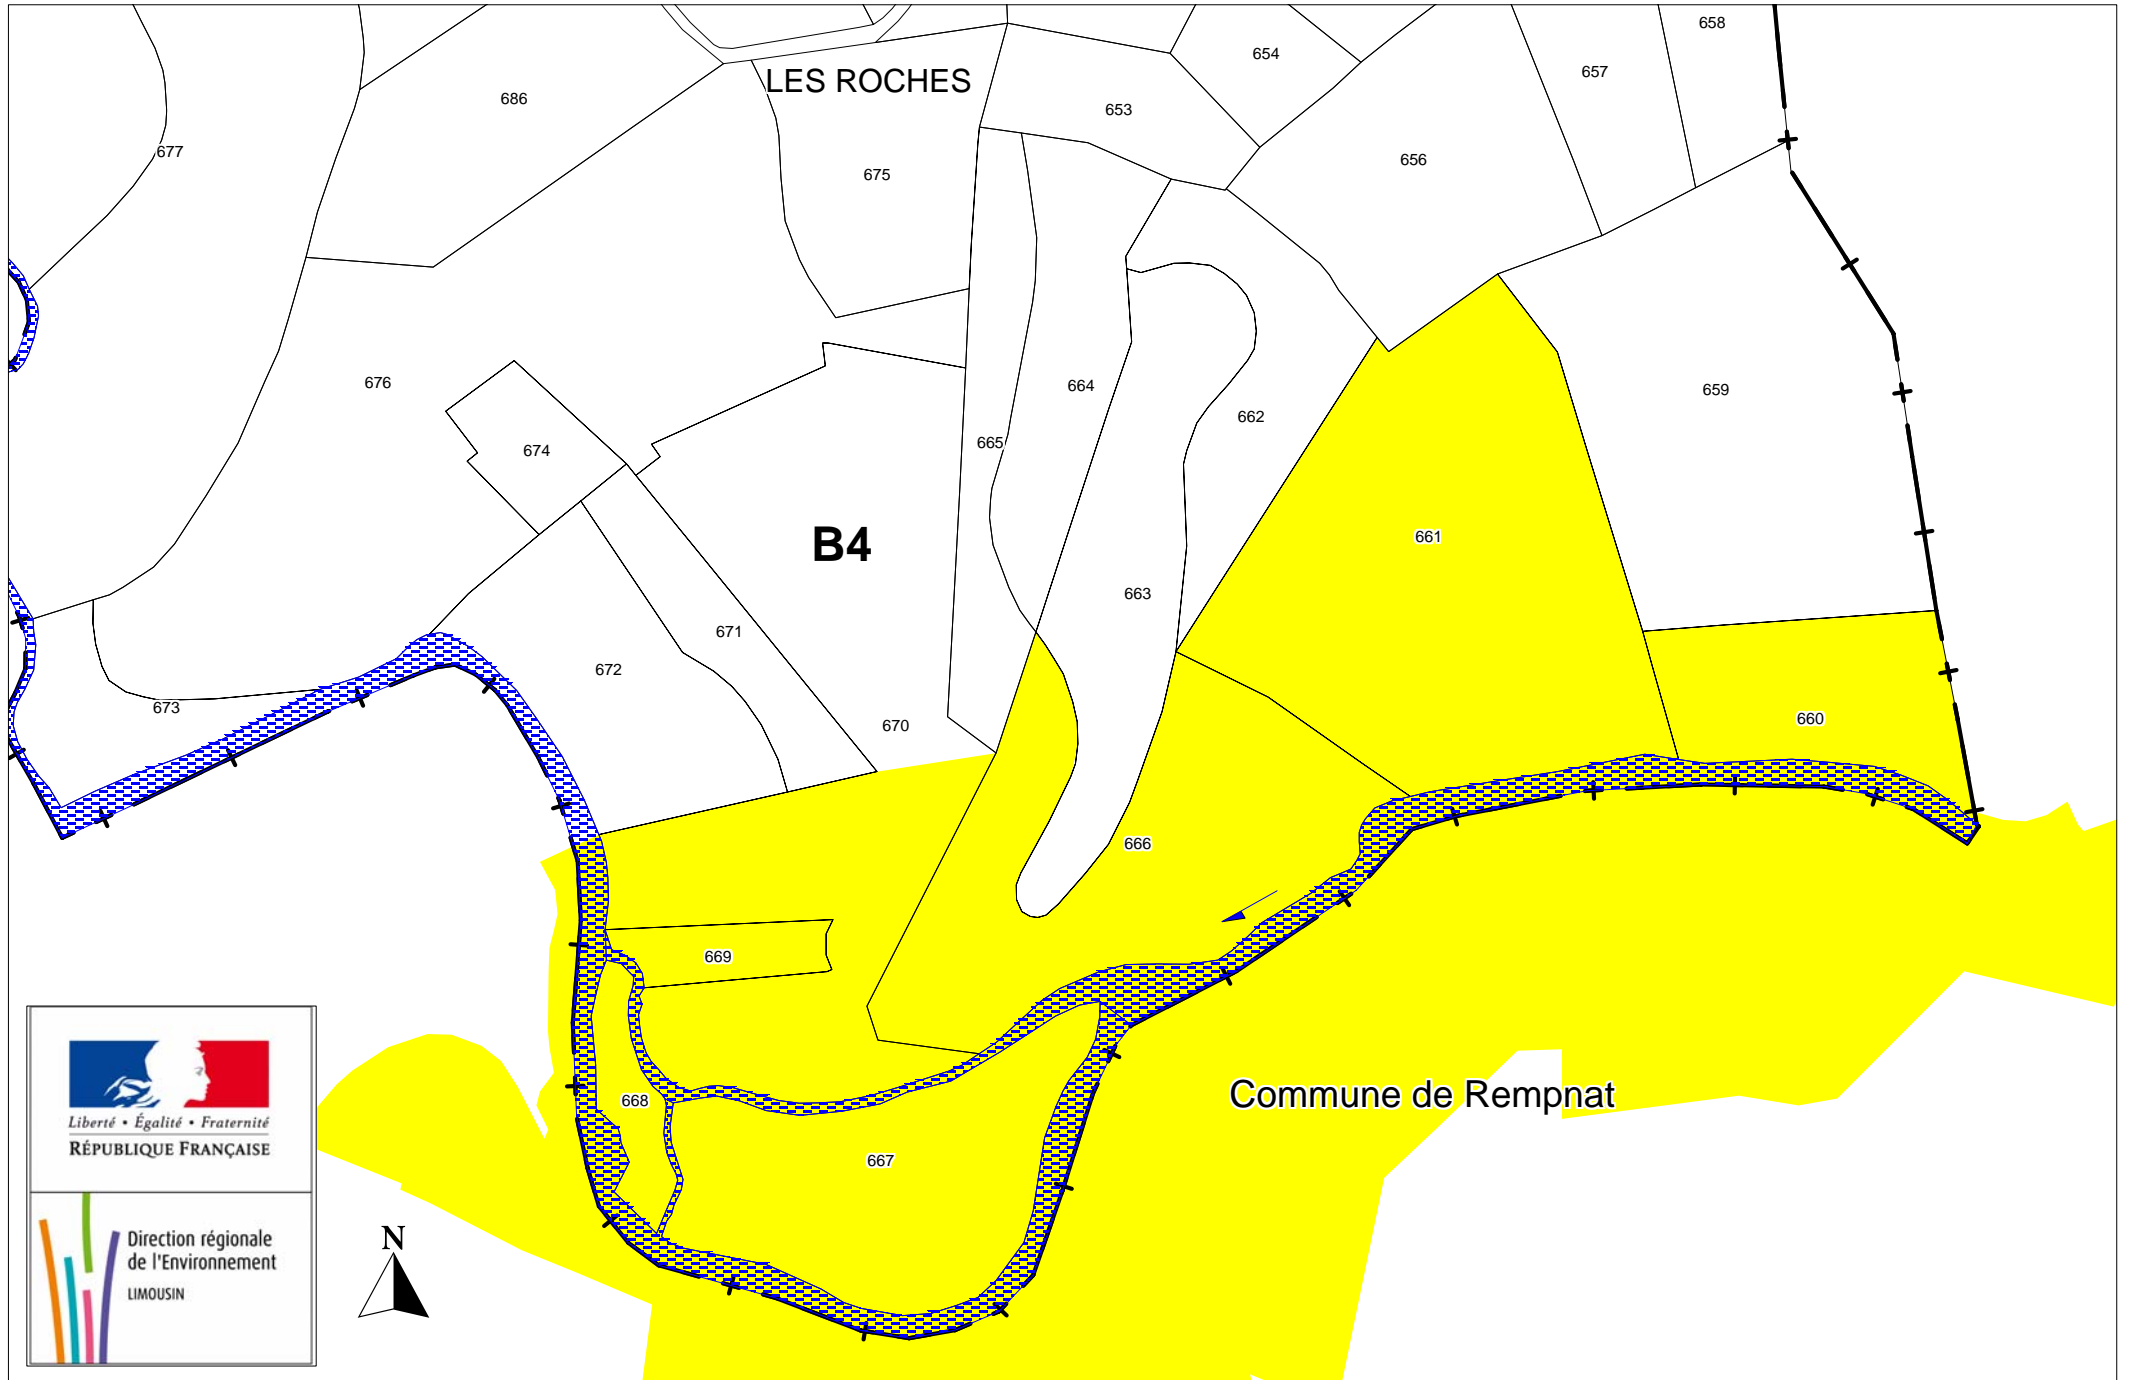 658
654
657
LES ROCHES
686
653
677
656
675
676
664
659
662
665
674
B4
661
663
671
672
673
660
670
666
669
Commune de Rempnat
668
667
Liberté • Égalité • Fraternité
RÉPUBLIQUE FRANÇAISE
N
Direction régionale
de l'Environnement
LIMOUSIN